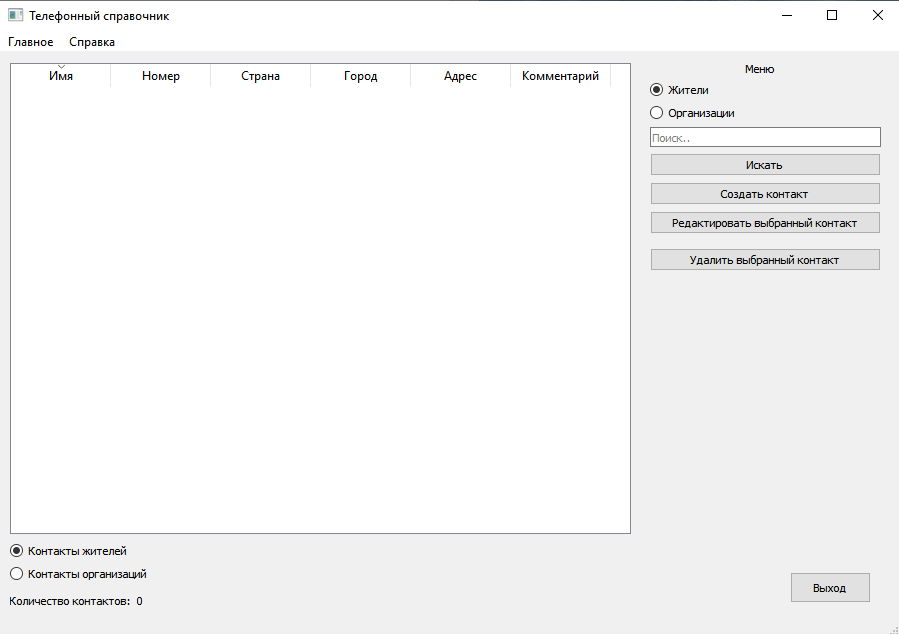 Телефонный справочник
Главное Справка
Имя Номер Страна Город Адрес Комментарий
Меню
Жители
Организации
Поиск..
Искать
Создать контакт
Редактировать выбранный контакт
Удалить выбранный контакт
Контакты жителей
Контакты организаций
Количество контактов: 0
Выход